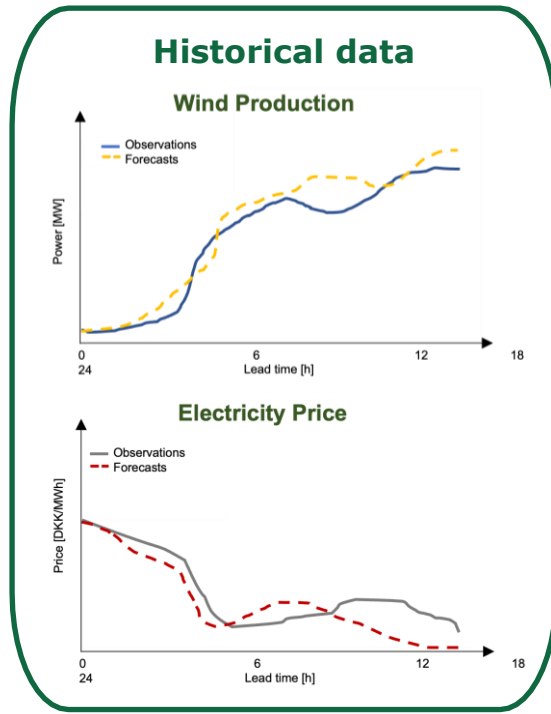 Historical data
Wind Production
Observations
Forecasts
Power [MW]
0 6 12 18
24 Lead time [h]
Electricity Price
Observations
Forecasts
Price [DKK/MWh]
0 6 12 18
24 Lead time [h]